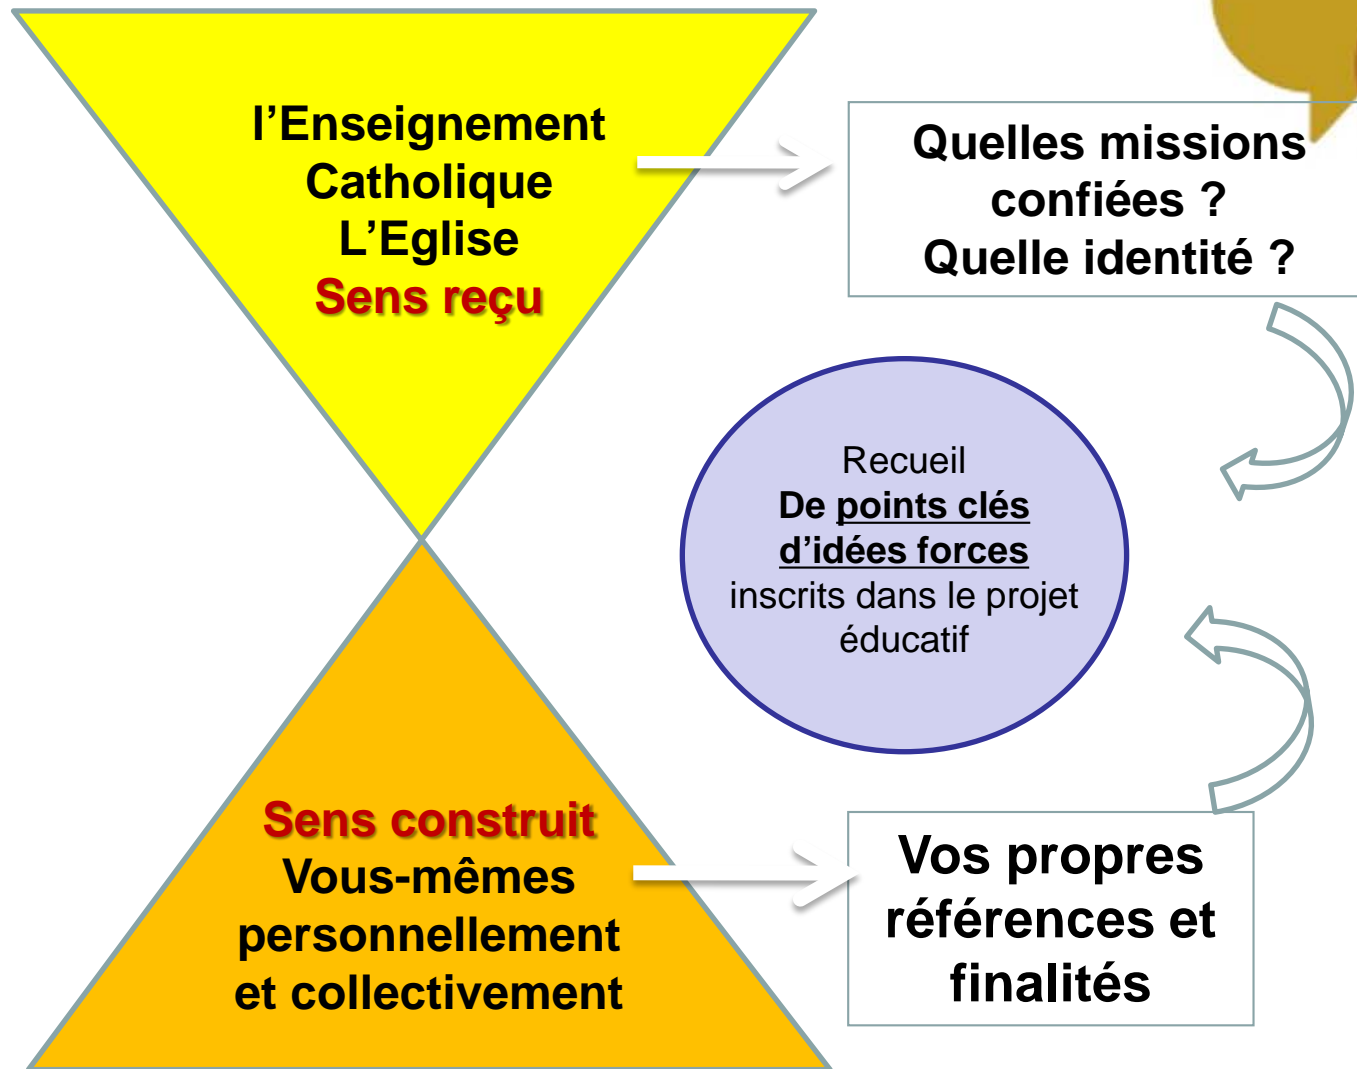 l’Enseignement
Catholique
L’Eglise
Sens reçu
Quelles missions
confiées ?
Quelle identité ?
Recueil
De points clés
d’idées forces
inscrits dans le projet
éducatif
Sens construit
Vous-mêmes
personnellement
et collectivement
Vos propres
références et
finalités